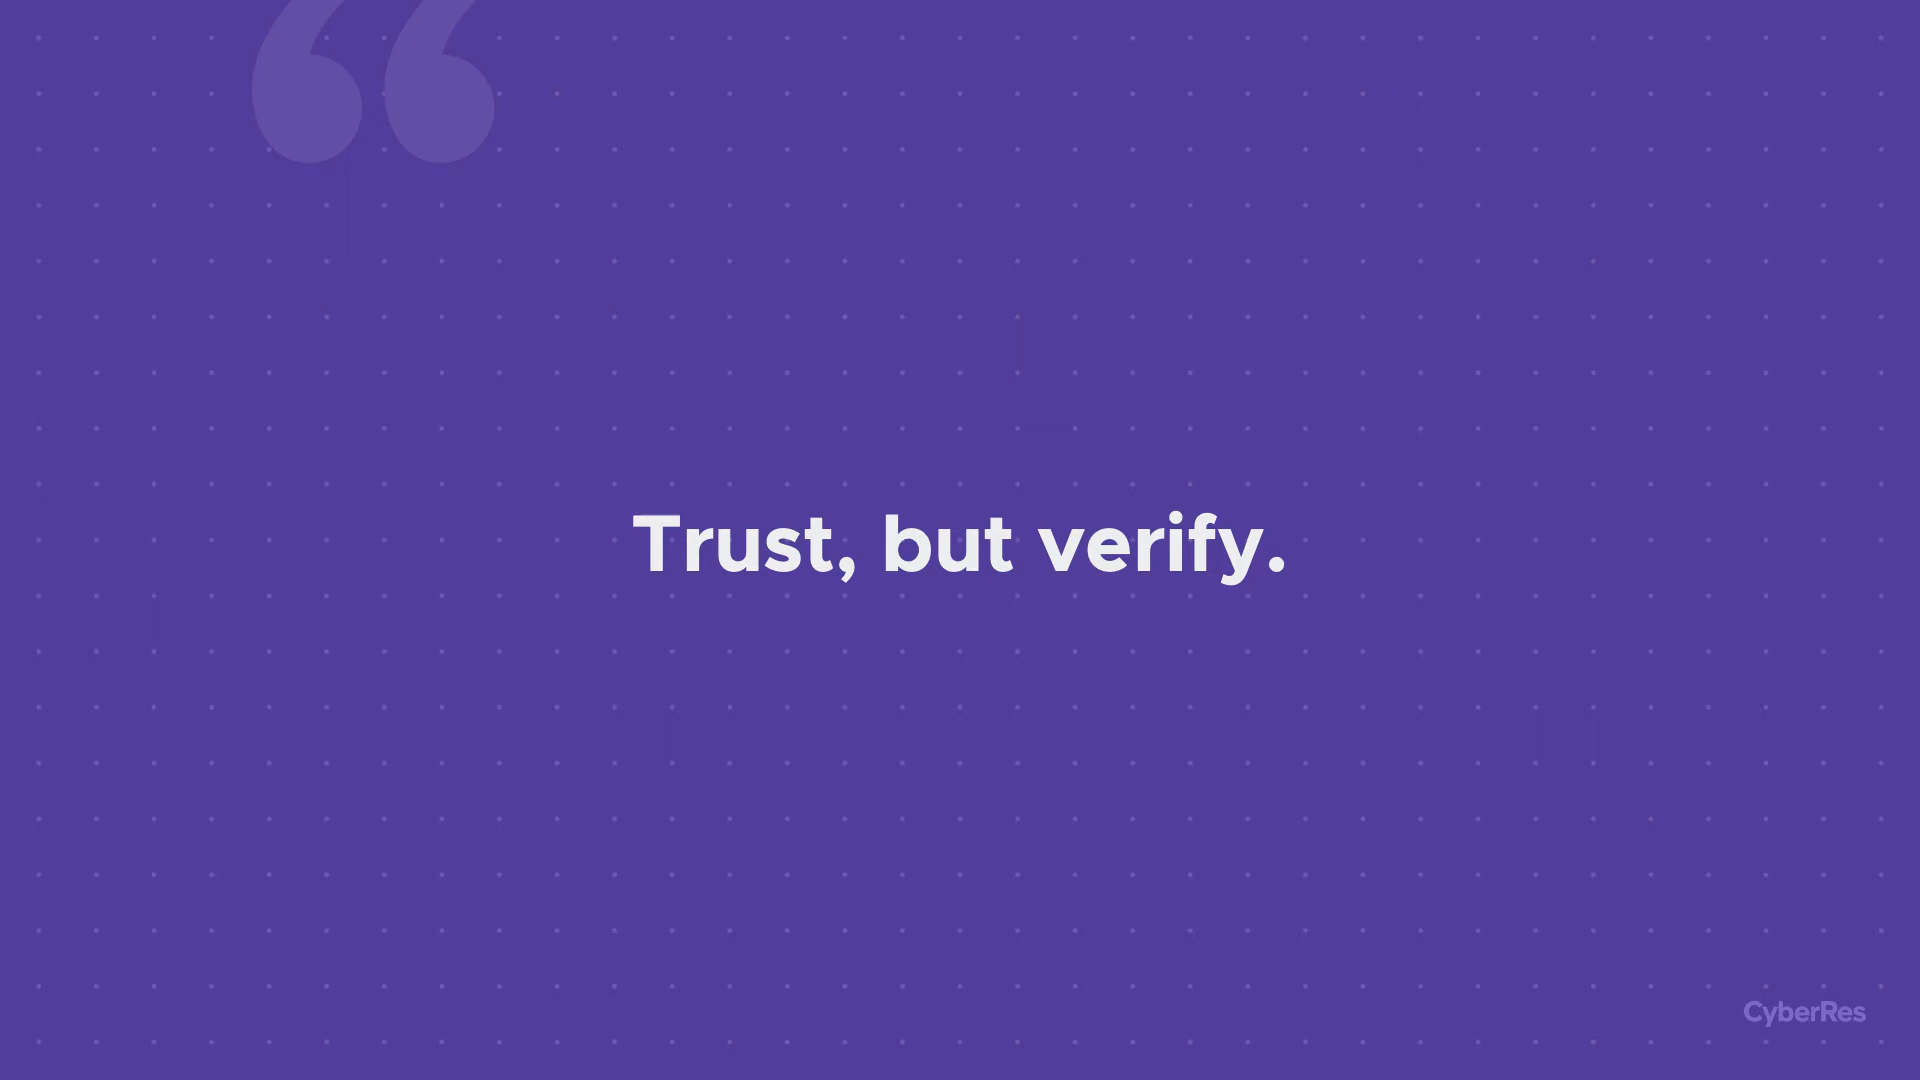 “
Trust, but verify.
CyberRes